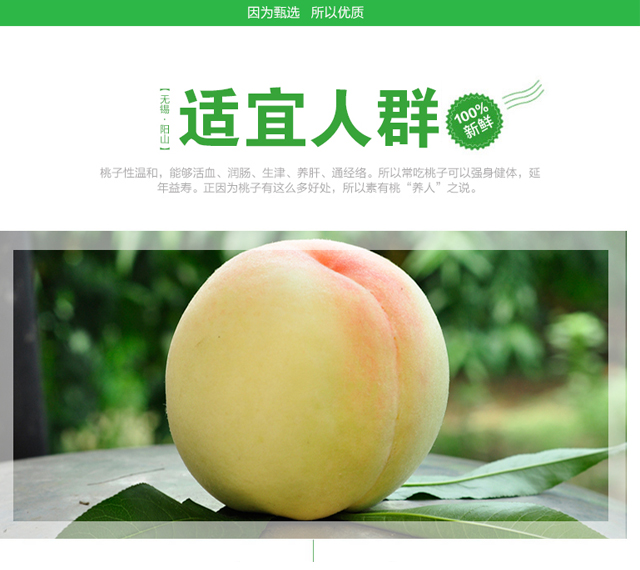 因为甄选 所以优质
【无锡·阳山】
适宜人群
100%
新鲜
桃子性温和，能够活血、润肠、生津、养肝、通经络。所以常吃桃子可以强身健体，延
年益寿。正因为桃子有这么多好处，所以素有桃“养人”之说。